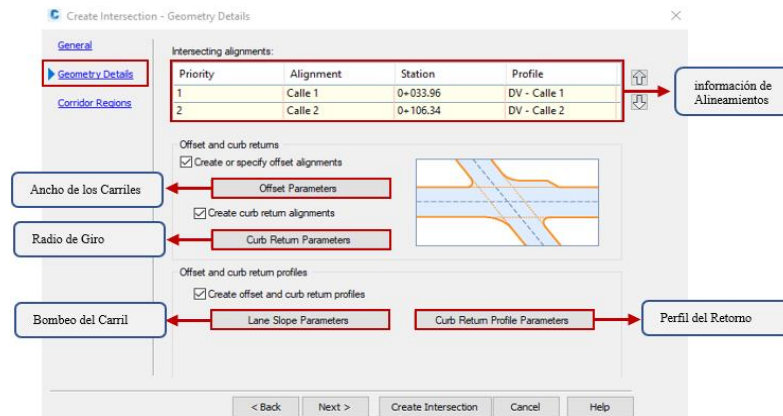 Create Intersection - Geometry Details
General
Geometry Details
Corridor Regions
Intersecting alignments:
Priority Alignment Station Profile
1 Calle 1 0+033.96 DV - Calle 1
2 Calle 2 0+106.34 DV - Calle 2
información de
Alineamientos
Offset and curb returns
Create or specify offset alignments
Ancho de los Carriles
Offset Parameters
Create curb return alignments
Radio de Giro
Curb Return Parameters
Offset and curb return profiles
Create offset and curb return profiles
Bombeo del Carril
Lane Slope Parameters
Curb Return Profile Parameters
Perfil del Retorno
< Back Next > Create Intersection Cancel Help